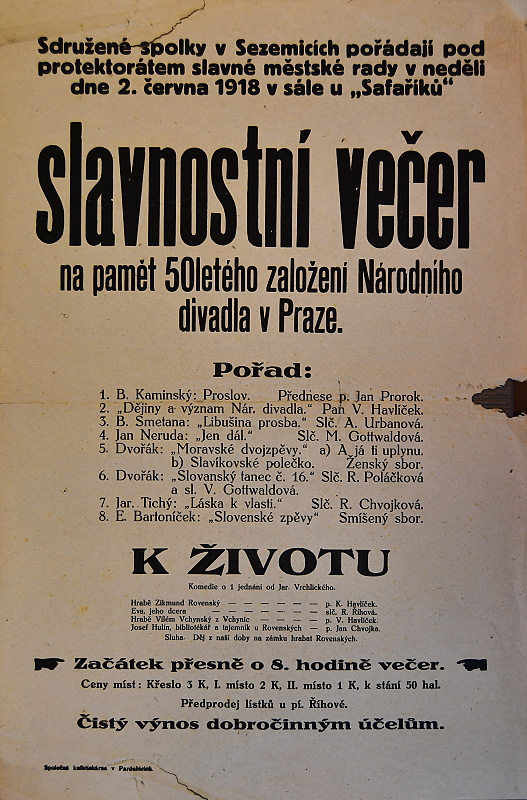 Sdružené spolky v Sezemicích pořádají pod
protektorátem slavné městské rady v neděli
dne 2. června 1918 v sále u „Safaříků“
slavnostní večer
na pamět 50letého založení Národního
divadla v Praze.
Pořad:
1. B. Kaminský: Proslov. Přednese p. Jan Prorok.
2. „Dějiny a význam Nár. divadla.“ Pan V. Havlíček.
3. B. Smetana: „Libušina prosba.“ Slč. A. Urbanová.
4. Jan Neruda: „Jen dál.“ Slč. M. Gottwaldová.
5. Dvořák: „Moravské dvojzpěvy.“ a) A já ti uplynu.
b) Slavíkovské polečko. Ženský sbor.
6. Dvořák: „Slovanský tanec č. 16.“ Slč. R. Poláčková
a sl. V. Gottwaldová.
7. Jar. Tichý: „Láska k vlasti.“ Slč. R. Chvojková.
8. E. Bartoníček: „Slovenské zpěvy“ Smíšený sbor.
K ŽIVOTU
Komedie o 1 jednání od Jar. Vrchlického.
Hrabě Zikmund Rovenský — — — — — — p. K. Havlíček.
Eva, jeho dcera — — — — — — — slč. R. Říhová.
Hrabě Vilém Vchynský z Vchynic — — — — — p. V. Havlíček.
Josef Hulin, bibliotékář a tajemník u Rovenských — p. Jan Chvojka.
Sluha. Děj z naší doby na zámku hrabat Rovenských.
Začátek přesně o 8. hodině večer.
Ceny míst: Křeslo 3 K, I. místo 2 K, II. místo 1 K, k stání 50 hal.
Předprodej lístků u pí. Říhové.
Čistý výnos dobročinným účelům.
Společná knihtiskárna v Pardubicích.